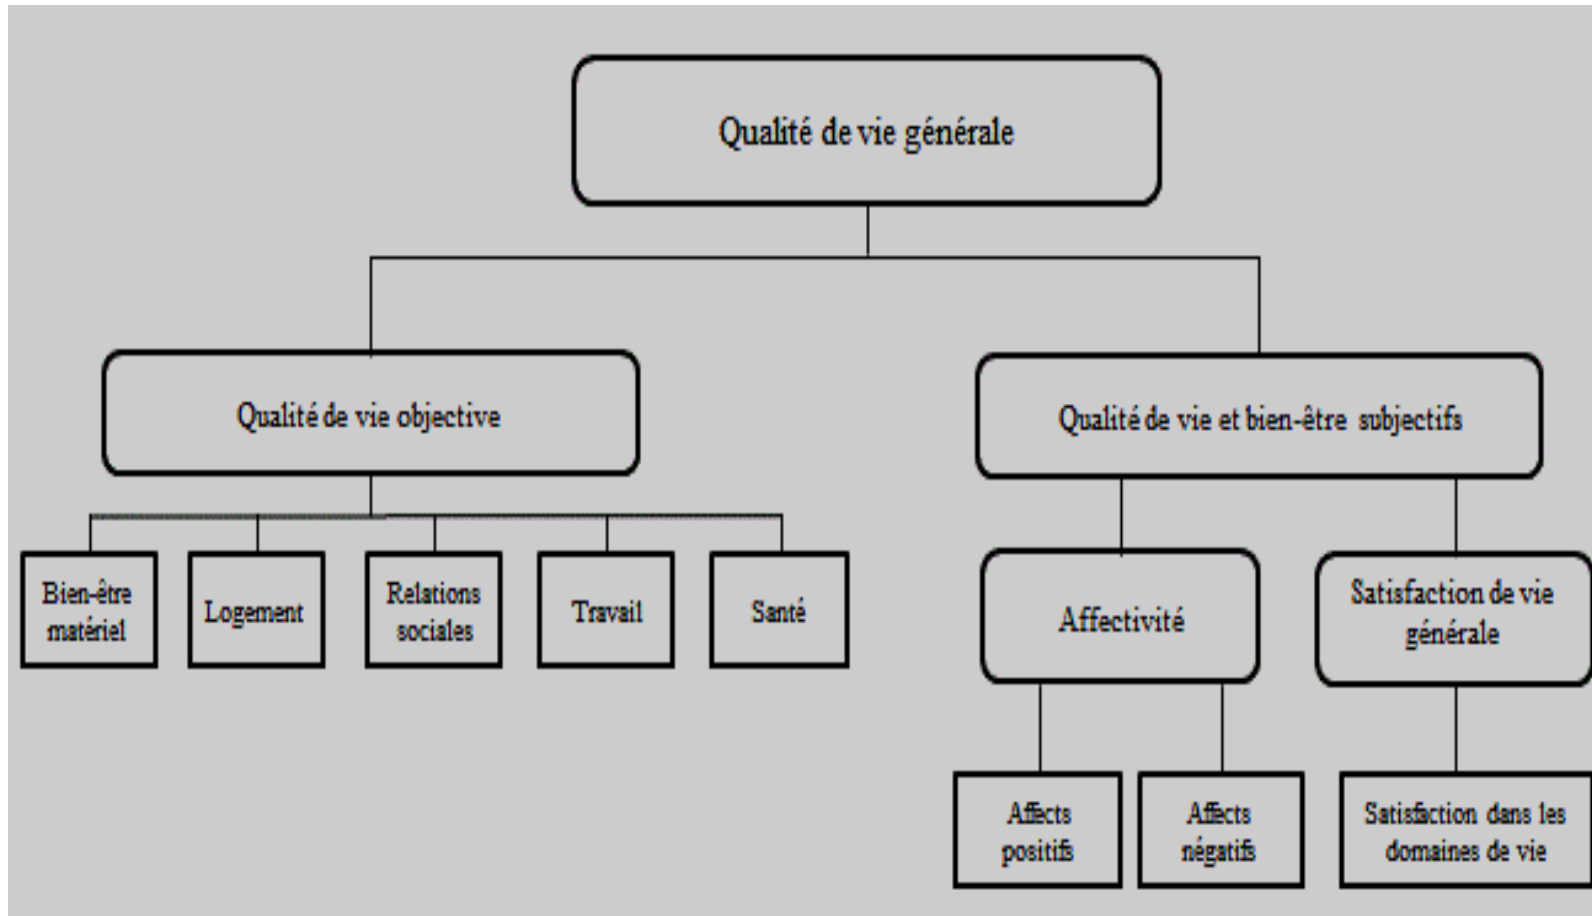 Qualité de vie générale
Qualité de vie objective
Qualité de vie et bien-être subjectifs
Bien-être
matériel
Logement
Relations
sociales
Travail
Santé
Affectivité
Satisfaction de vie
générale
Affects
positifs
Affects
négatifs
Satisfaction dans les
domaines de vie